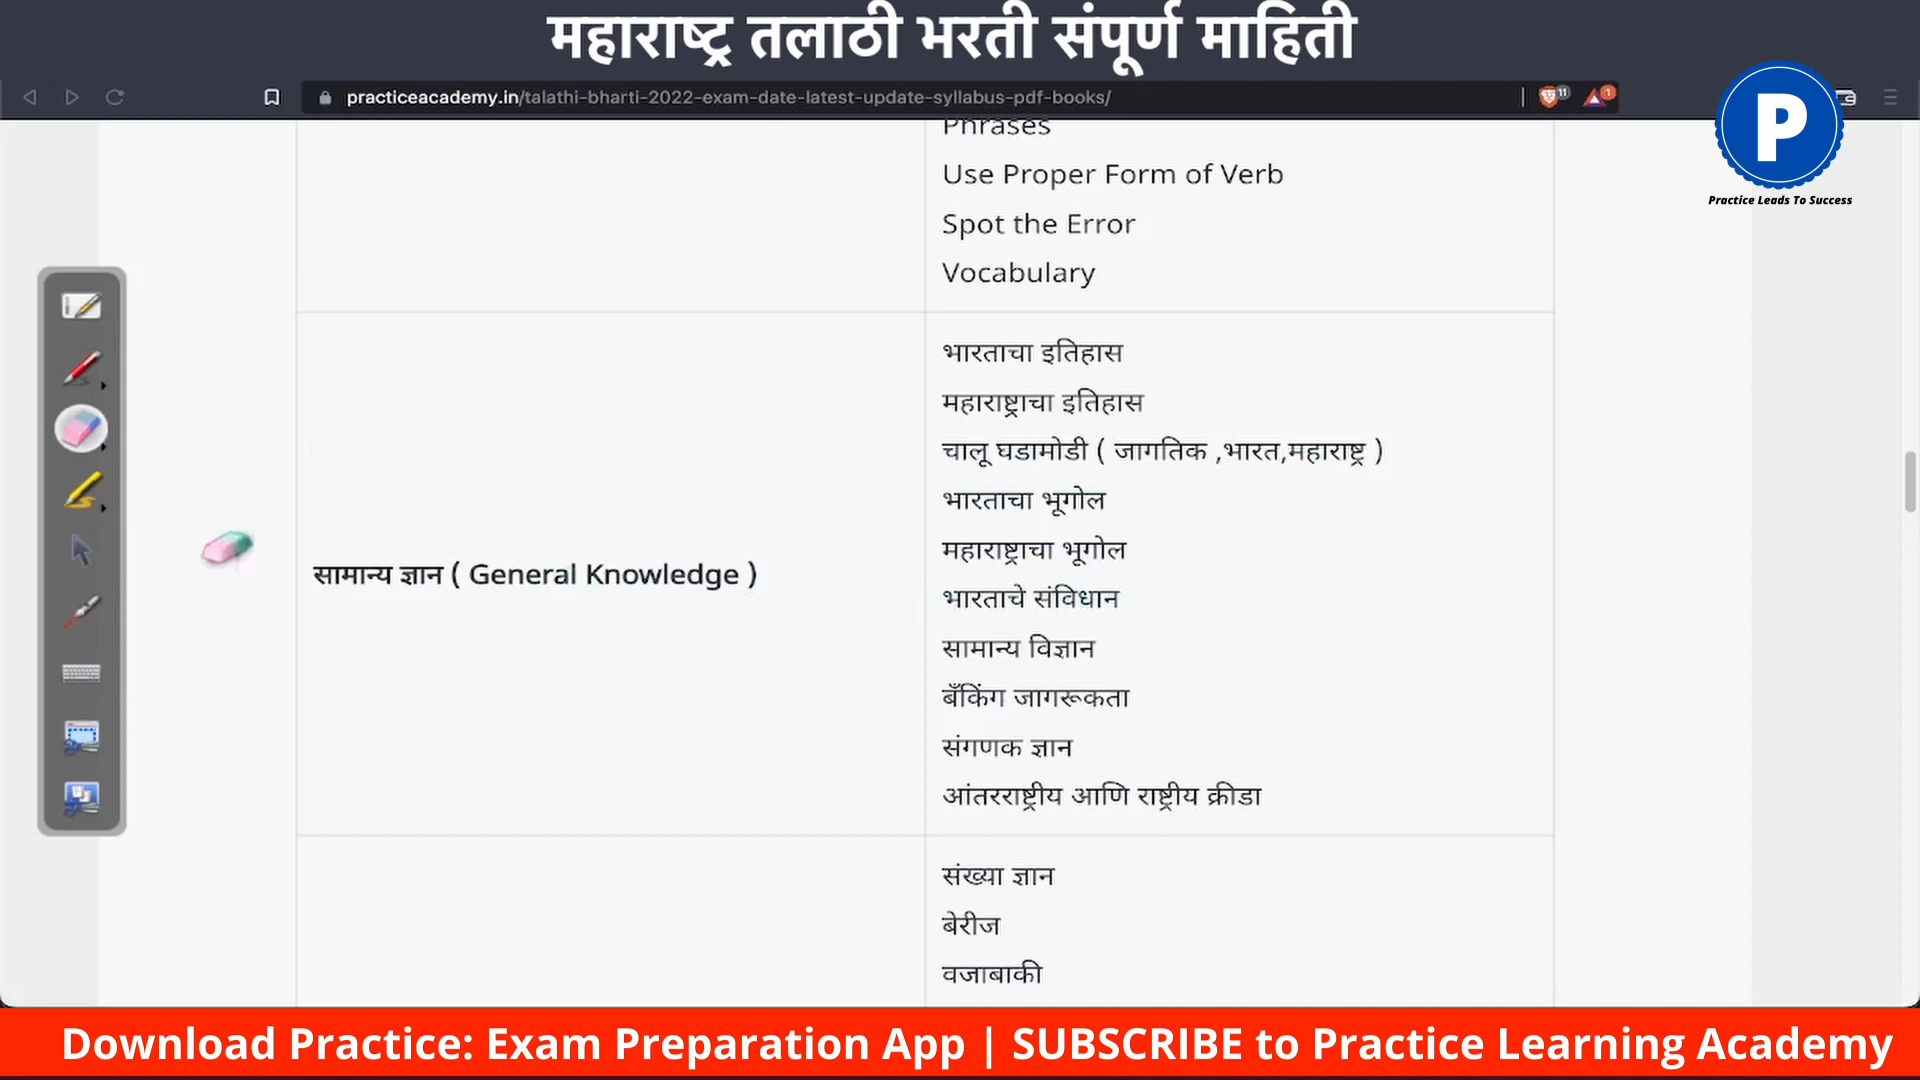 महाराष्ट्र तलाठी भरती संपूर्ण माहिती
practiceacademy.in/talathi-bharti-2022-exam-date-latest-update-syllabus-pdf-books/
11
1
P
Practice Leads To Success
Phrases
Use Proper Form of Verb
Spot the Error
Vocabulary
सामान्य ज्ञान ( General Knowledge )
भारताचा इतिहास
महाराष्ट्राचा इतिहास
चालू घडामोडी ( जागतिक ,भारत,महाराष्ट्र )
भारताचा भूगोल
महाराष्ट्राचा भूगोल
भारताचे संविधान
सामान्य विज्ञान
बँकिंग जागरूकता
संगणक ज्ञान
आंतरराष्ट्रीय आणि राष्ट्रीय क्रीडा
संख्या ज्ञान
बेरीज
वजाबाकी
Download Practice: Exam Preparation App | SUBSCRIBE to Practice Learning Academy